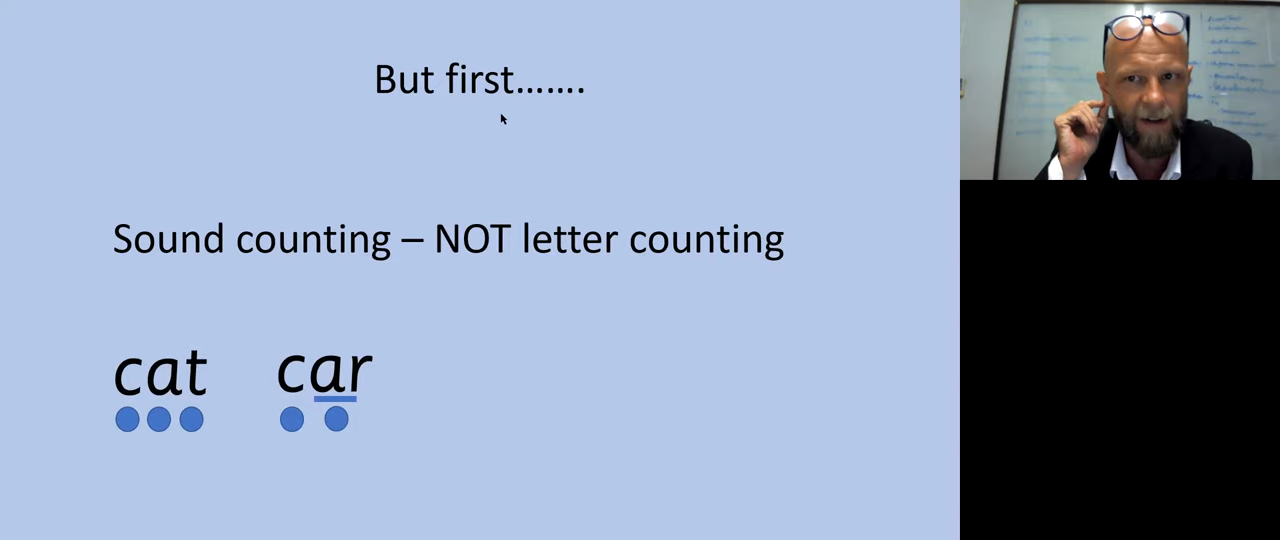 But first.......
Sound counting – NOT letter counting
cat car